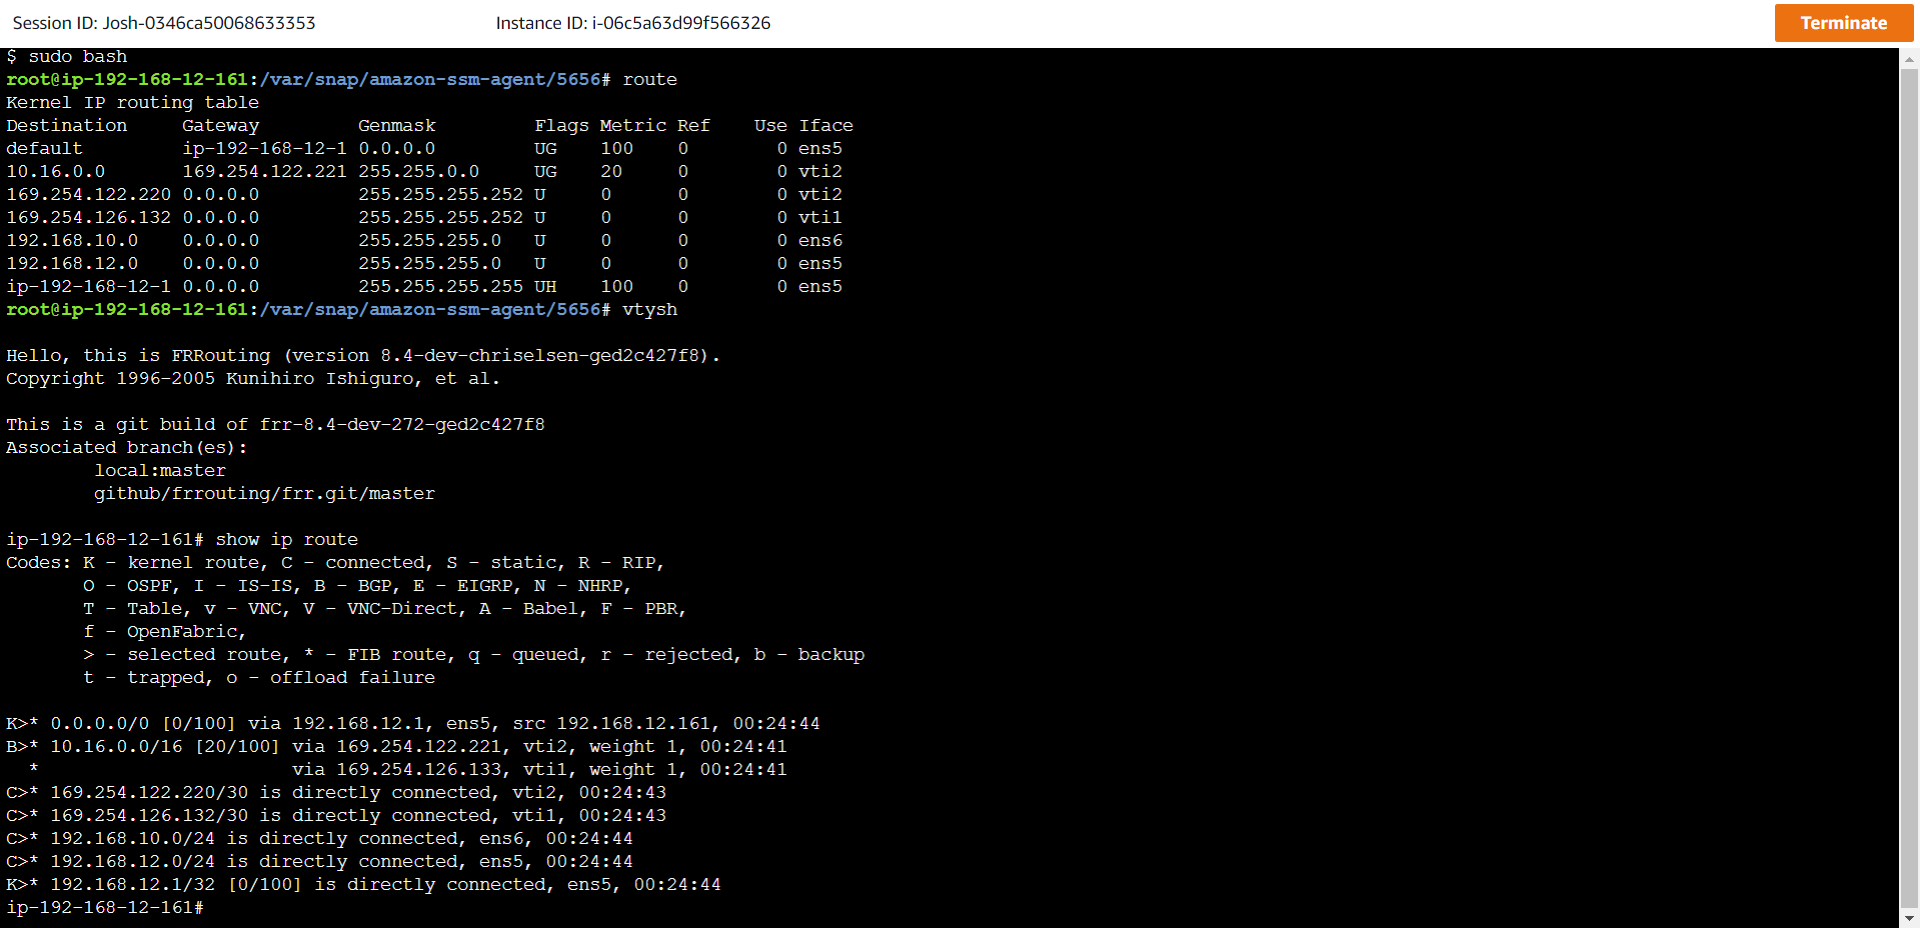 Session ID: Josh-0346ca50068633353 Instance ID: i-06c5a63d99f566326 Terminate
$ sudo bash
root@ip-192-168-12-161:/var/snap/amazon-ssm-agent/5656# route
Kernel IP routing table
Destination     Gateway         Genmask         Flags Metric Ref    Use Iface
default         ip-192-168-12-1 0.0.0.0         UG    100    0        0 ens5
10.16.0.0       169.254.122.221 255.255.0.0     UG    20     0        0 vti2
169.254.122.220 0.0.0.0         255.255.255.252 U     0      0        0 vti2
169.254.126.132 0.0.0.0         255.255.255.252 U     0      0        0 vti1
192.168.10.0    0.0.0.0         255.255.255.0   U     0      0        0 ens6
192.168.12.0    0.0.0.0         255.255.255.0   U     0      0        0 ens5
ip-192-168-12-1 0.0.0.0         255.255.255.255 UH    100    0        0 ens5
root@ip-192-168-12-161:/var/snap/amazon-ssm-agent/5656# vtysh
Hello, this is FRRouting (version 8.4-dev-chriselsen-ged2c427f8).
Copyright 1996-2005 Kunihiro Ishiguro, et al.
This is a git build of frr-8.4-dev-272-ged2c427f8
Associated branch(es):
        local:master
        github/frrouting/frr.git/master
ip-192-168-12-161# show ip route
Codes: K - kernel route, C - connected, S - static, R - RIP,
       O - OSPF, I - IS-IS, B - BGP, E - EIGRP, N - NHRP,
       T - Table, v - VNC, V - VNC-Direct, A - Babel, F - PBR,
       f - OpenFabric,
       > - selected route, * - FIB route, q - queued, r - rejected, b - backup
       t - trapped, o - offload failure
K>* 0.0.0.0/0 [0/100] via 192.168.12.1, ens5, src 192.168.12.161, 00:24:44
B>* 10.16.0.0/16 [20/100] via 169.254.122.221, vti2, weight 1, 00:24:41
  *                       via 169.254.126.133, vti1, weight 1, 00:24:41
C>* 169.254.122.220/30 is directly connected, vti2, 00:24:43
C>* 169.254.126.132/30 is directly connected, vti1, 00:24:43
C>* 192.168.10.0/24 is directly connected, ens6, 00:24:44
C>* 192.168.12.0/24 is directly connected, ens5, 00:24:44
K>* 192.168.12.1/32 [0/100] is directly connected, ens5, 00:24:44
ip-192-168-12-161#